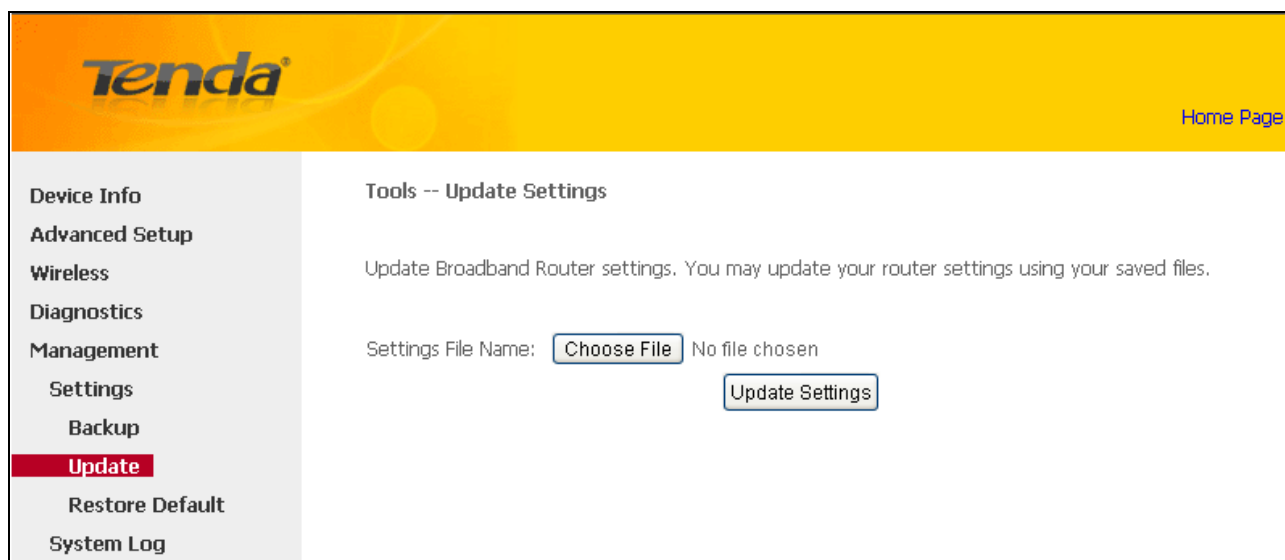 Tenda®
Home Page
Device Info
Advanced Setup
Wireless
Diagnostics
Management
Settings
Backup
Update
Restore Default
System Log
Tools -- Update Settings
Update Broadband Router settings. You may update your router settings using your saved files.
Settings File Name: Choose File No file chosen
Update Settings